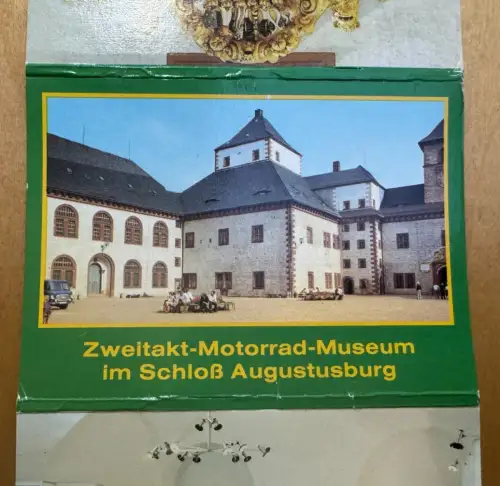 Zweitakt-Motorrad-Museum
im Schloß Augustusburg